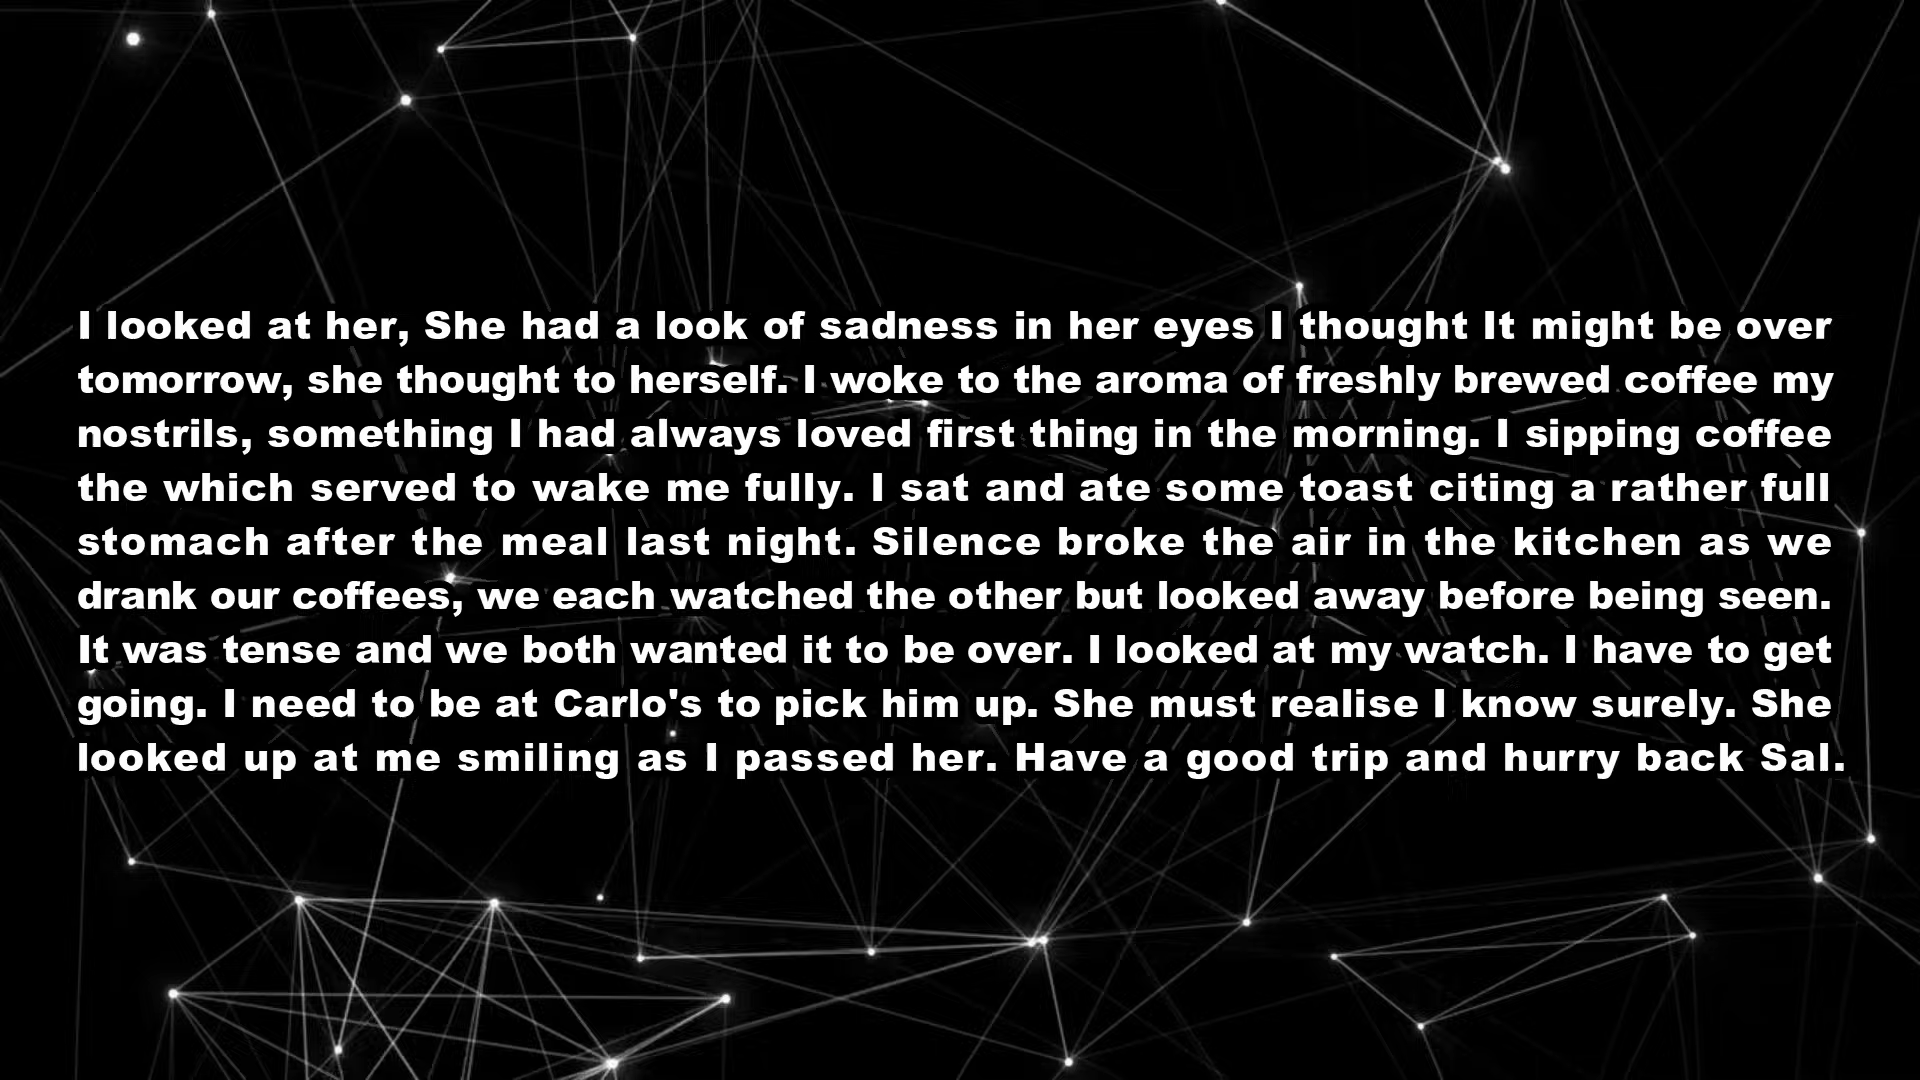 I looked at her, She had a look of sadness in her eyes I thought It might be over
tomorrow, she thought to herself. I woke to the aroma of freshly brewed coffee my
nostrils, something I had always loved first thing in the morning. I sipping coffee
the which served to wake me fully. I sat and ate some toast citing a rather full
stomach after the meal last night. Silence broke the air in the kitchen as we
drank our coffees, we each watched the other but looked away before being seen.
It was tense and we both wanted it to be over. I looked at my watch. I have to get
going. I need to be at Carlo's to pick him up. She must realise I know surely. She
looked up at me smiling as I passed her. Have a good trip and hurry back Sal.